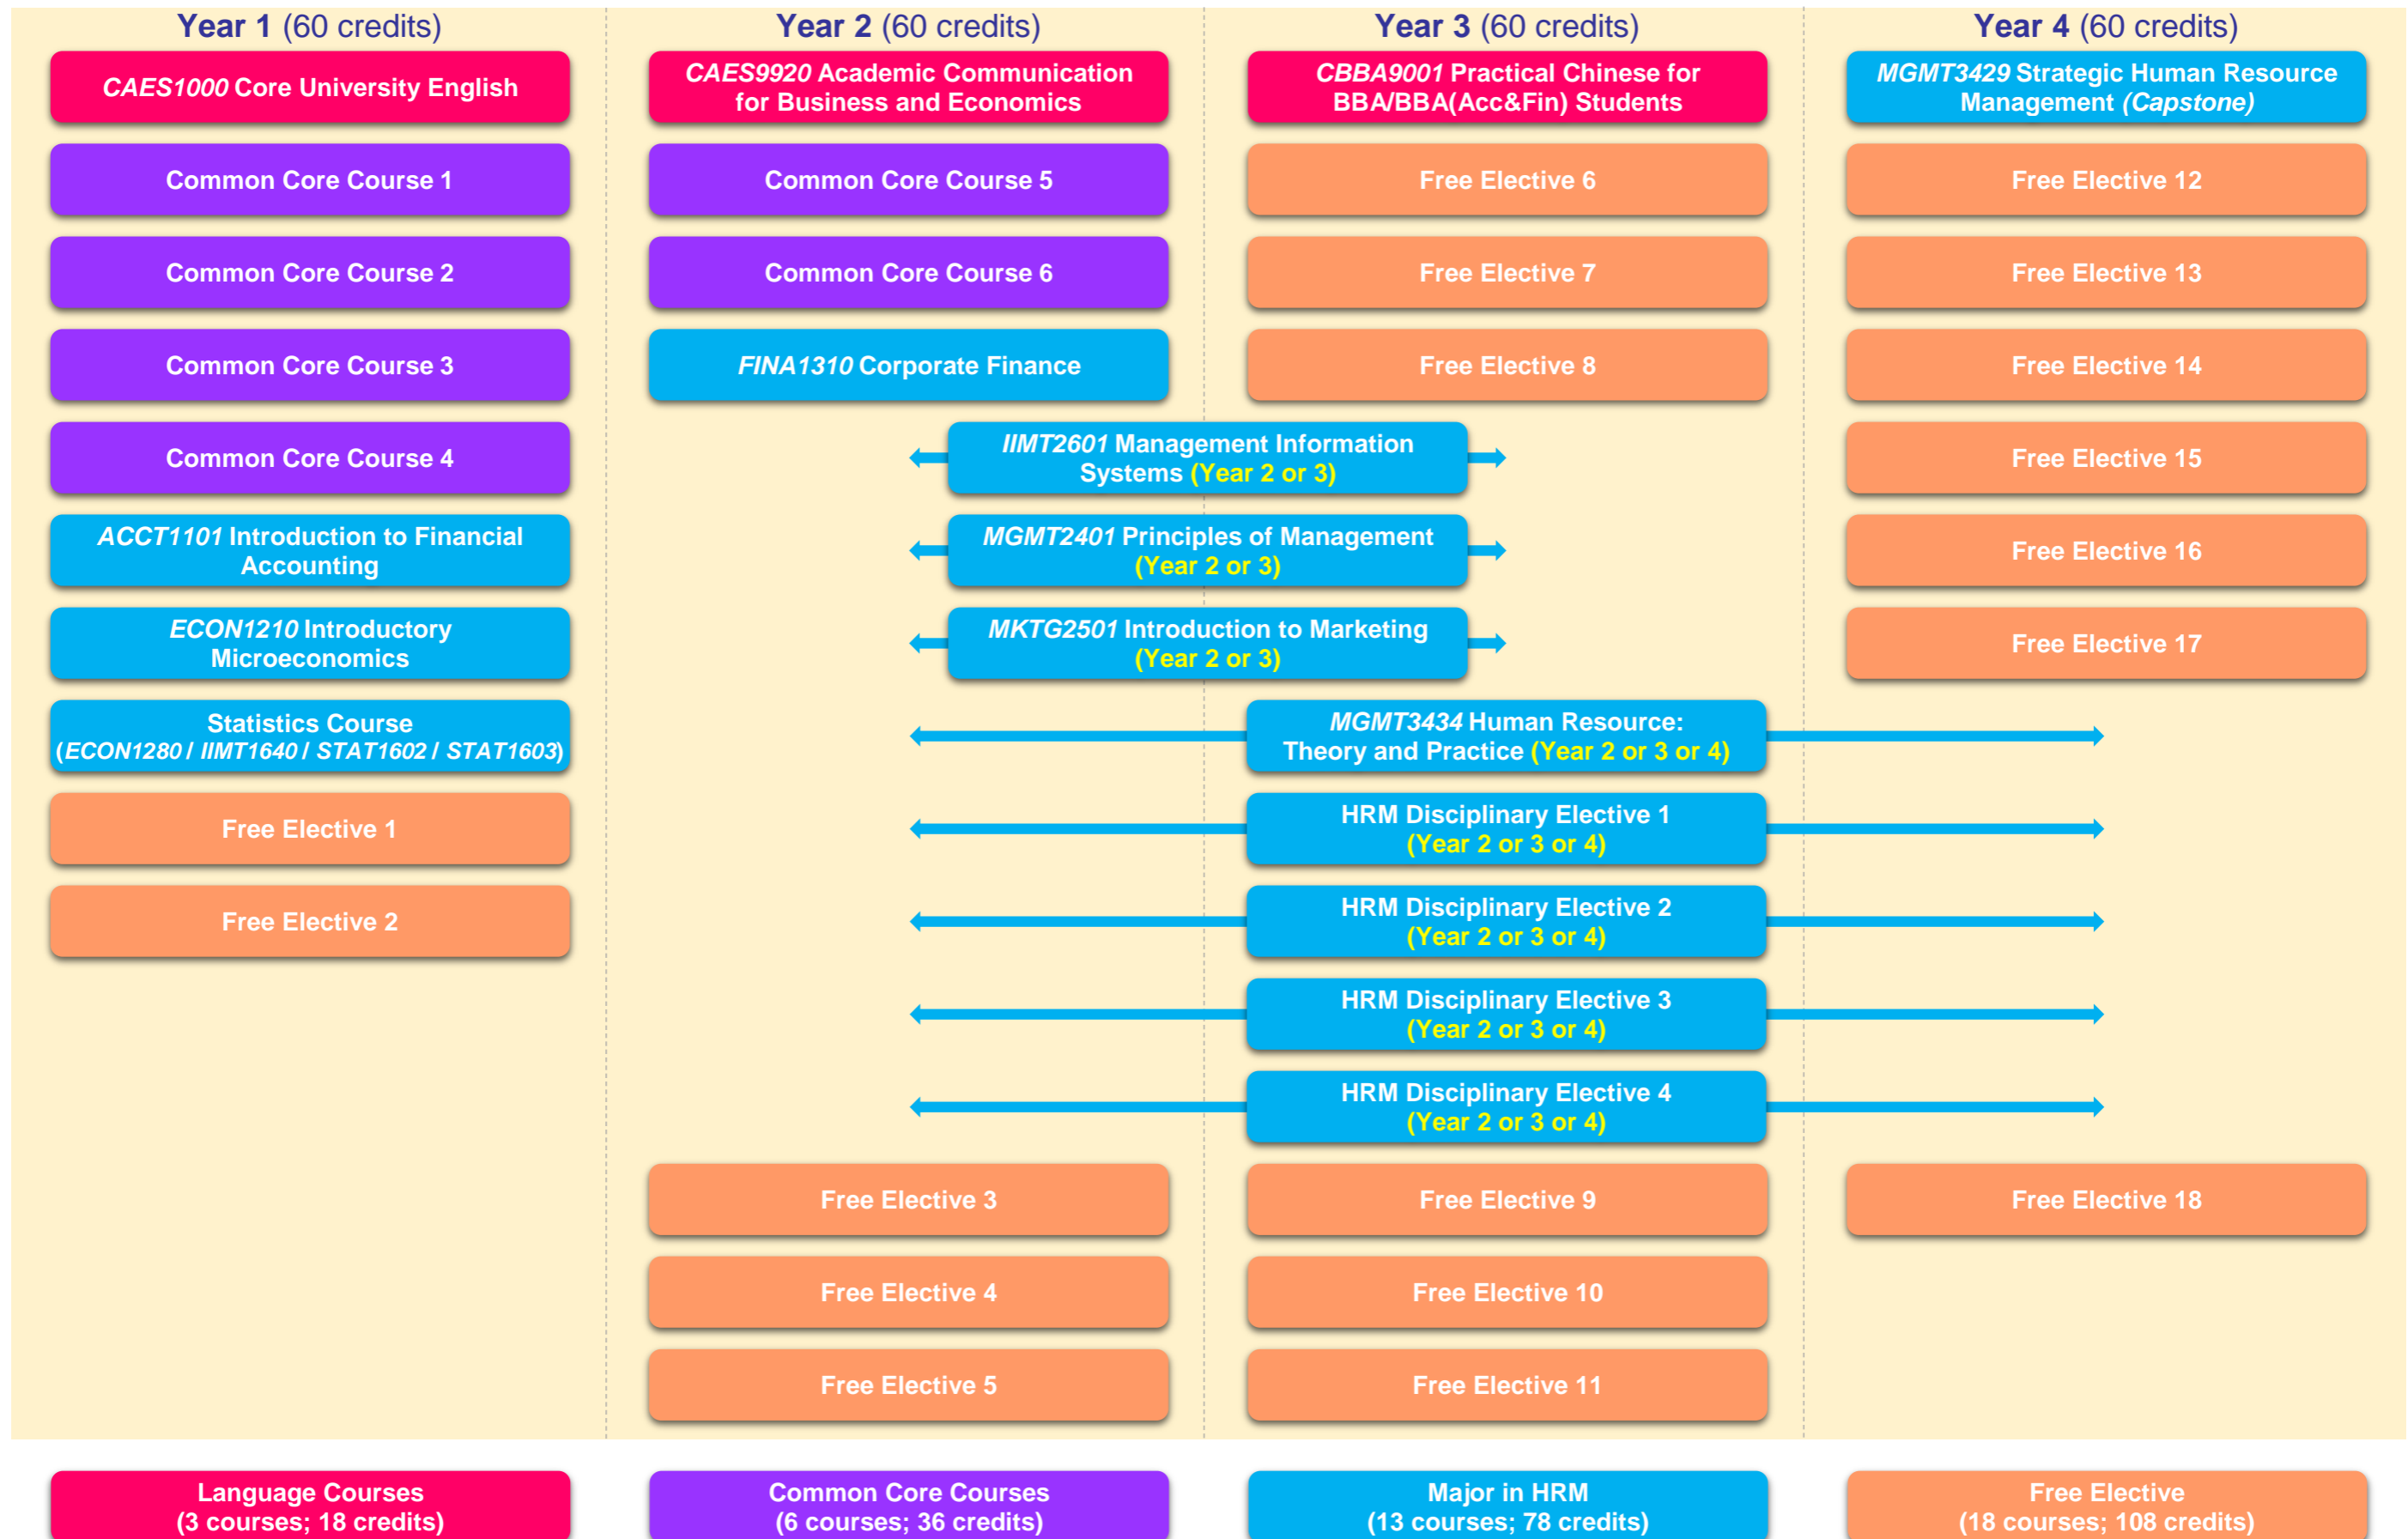 Year 1 (60 credits)
CAES1000 Core University English
Common Core Course 1
Common Core Course 2
Common Core Course 3
Common Core Course 4
ACCT1101 Introduction to Financial
Accounting
ECON1210 Introductory
Microeconomics
Statistics Course
(ECON1280 / IIMT1640 / STAT1602 / STAT1603)
Free Elective 1
Free Elective 2
Year 2 (60 credits)
CAES9920 Academic Communication
for Business and Economics
Common Core Course 5
Common Core Course 6
FINA1310 Corporate Finance
IIMT2601 Management Information
Systems (Year 2 or 3)
MGMT2401 Principles of Management
(Year 2 or 3)
MKTG2501 Introduction to Marketing
(Year 2 or 3)
Free Elective 3
Free Elective 4
Free Elective 5
Year 3 (60 credits)
CBBA9001 Practical Chinese for
BBA/BBA(Acc&Fin) Students
Free Elective 6
Free Elective 7
Free Elective 8
MGMT3434 Human Resource:
Theory and Practice (Year 2 or 3 or 4)
HRM Disciplinary Elective 1
(Year 2 or 3 or 4)
HRM Disciplinary Elective 2
(Year 2 or 3 or 4)
HRM Disciplinary Elective 3
(Year 2 or 3 or 4)
HRM Disciplinary Elective 4
(Year 2 or 3 or 4)
Free Elective 9
Free Elective 10
Free Elective 11
Year 4 (60 credits)
MGMT3429 Strategic Human Resource
Management (Capstone)
Free Elective 12
Free Elective 13
Free Elective 14
Free Elective 15
Free Elective 16
Free Elective 17
Free Elective 18
Language Courses
(3 courses; 18 credits)
Common Core Courses
(6 courses; 36 credits)
Major in HRM
(13 courses; 78 credits)
Free Elective
(18 courses; 108 credits)